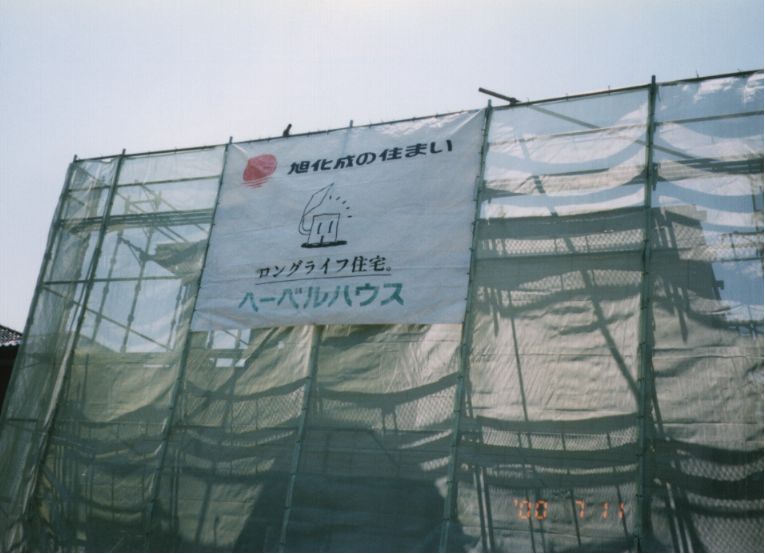 旭化成の住まい
ロングライフ住宅。
ヘーベルハウス
'00 7 11